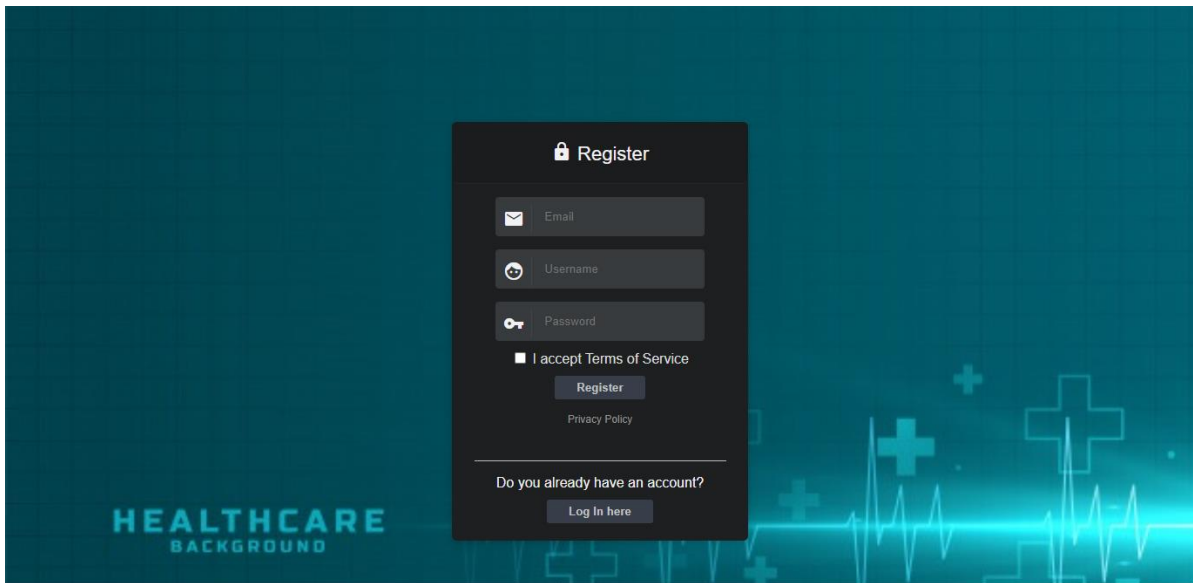 Register
Email
Username
Password
I accept Terms of Service
Register
Privacy Policy
Do you already have an account?
Log In here
HEALTHCARE
BACKGROUND